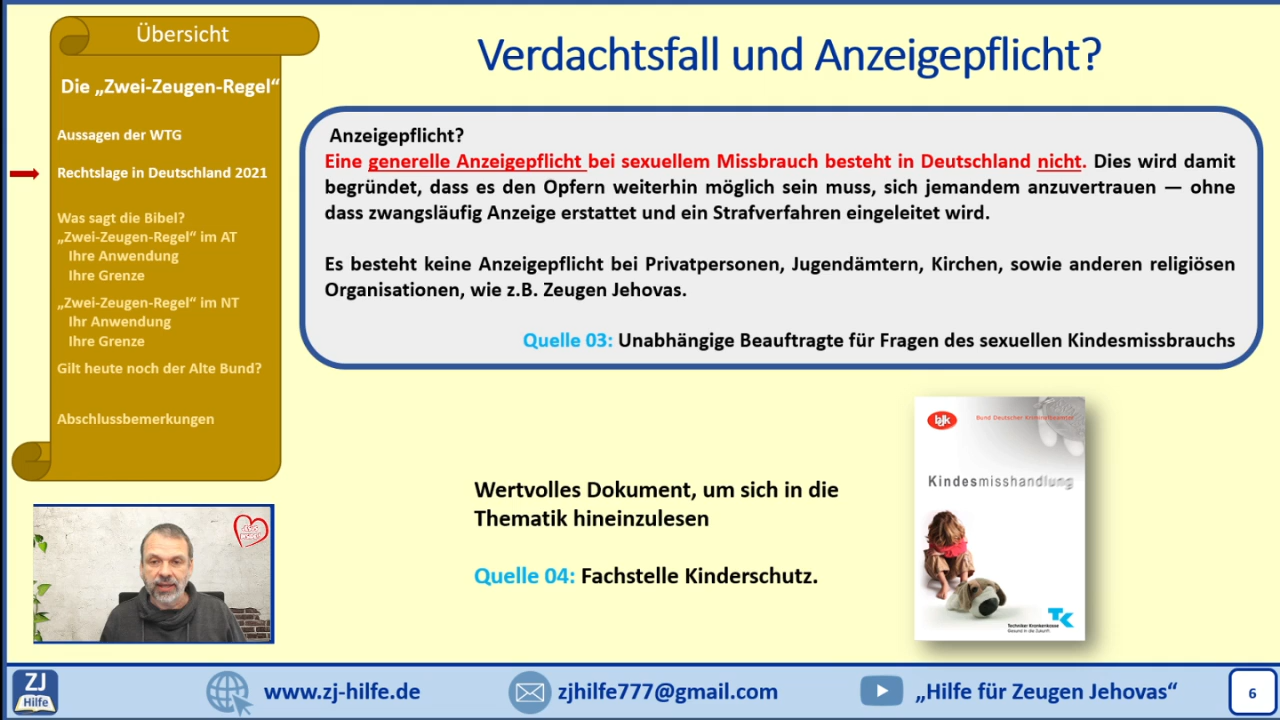 Übersicht
Die „Zwei-Zeugen-Regel“
Aussagen der WTG
Rechtslage in Deutschland 2021
Was sagt die Bibel?
„Zwei-Zeugen-Regel“ im AT
Ihre Anwendung
Ihre Grenze
„Zwei-Zeugen-Regel“ im NT
Ihr Anwendung
Ihre Grenze
Gilt heute noch der Alte Bund?
Abschlussbemerkungen
Verdachtsfall und Anzeigepflicht?
Anzeigepflicht?
Eine generelle Anzeigepflicht bei sexuellem Missbrauch besteht in Deutschland nicht. Dies wird damit
begründet, dass es den Opfern weiterhin möglich sein muss, sich jemandem anzuvertrauen — ohne
dass zwangsläufig Anzeige erstattet und ein Strafverfahren eingeleitet wird.
Es besteht keine Anzeigepflicht bei Privatpersonen, Jugendämtern, Kirchen, sowie anderen religiösen
Organisationen, wie z.B. Zeugen Jehovas.
Quelle 03: Unabhängige Beauftragte für Fragen des sexuellen Kindesmissbrauchs
Wertvolles Dokument, um sich in die
Thematik hineinzulesen
Quelle 04: Fachstelle Kinderschutz.
bdk
Bund Deutscher Kriminalbeamter
Kindesmisshandlung
TK
Techniker Krankenkasse
Gesund in die Zukunft.
ZJ
Hilfe
www.zj-hilfe.de
zjhilfe777@gmail.com
„Hilfe für Zeugen Jehovas“
6